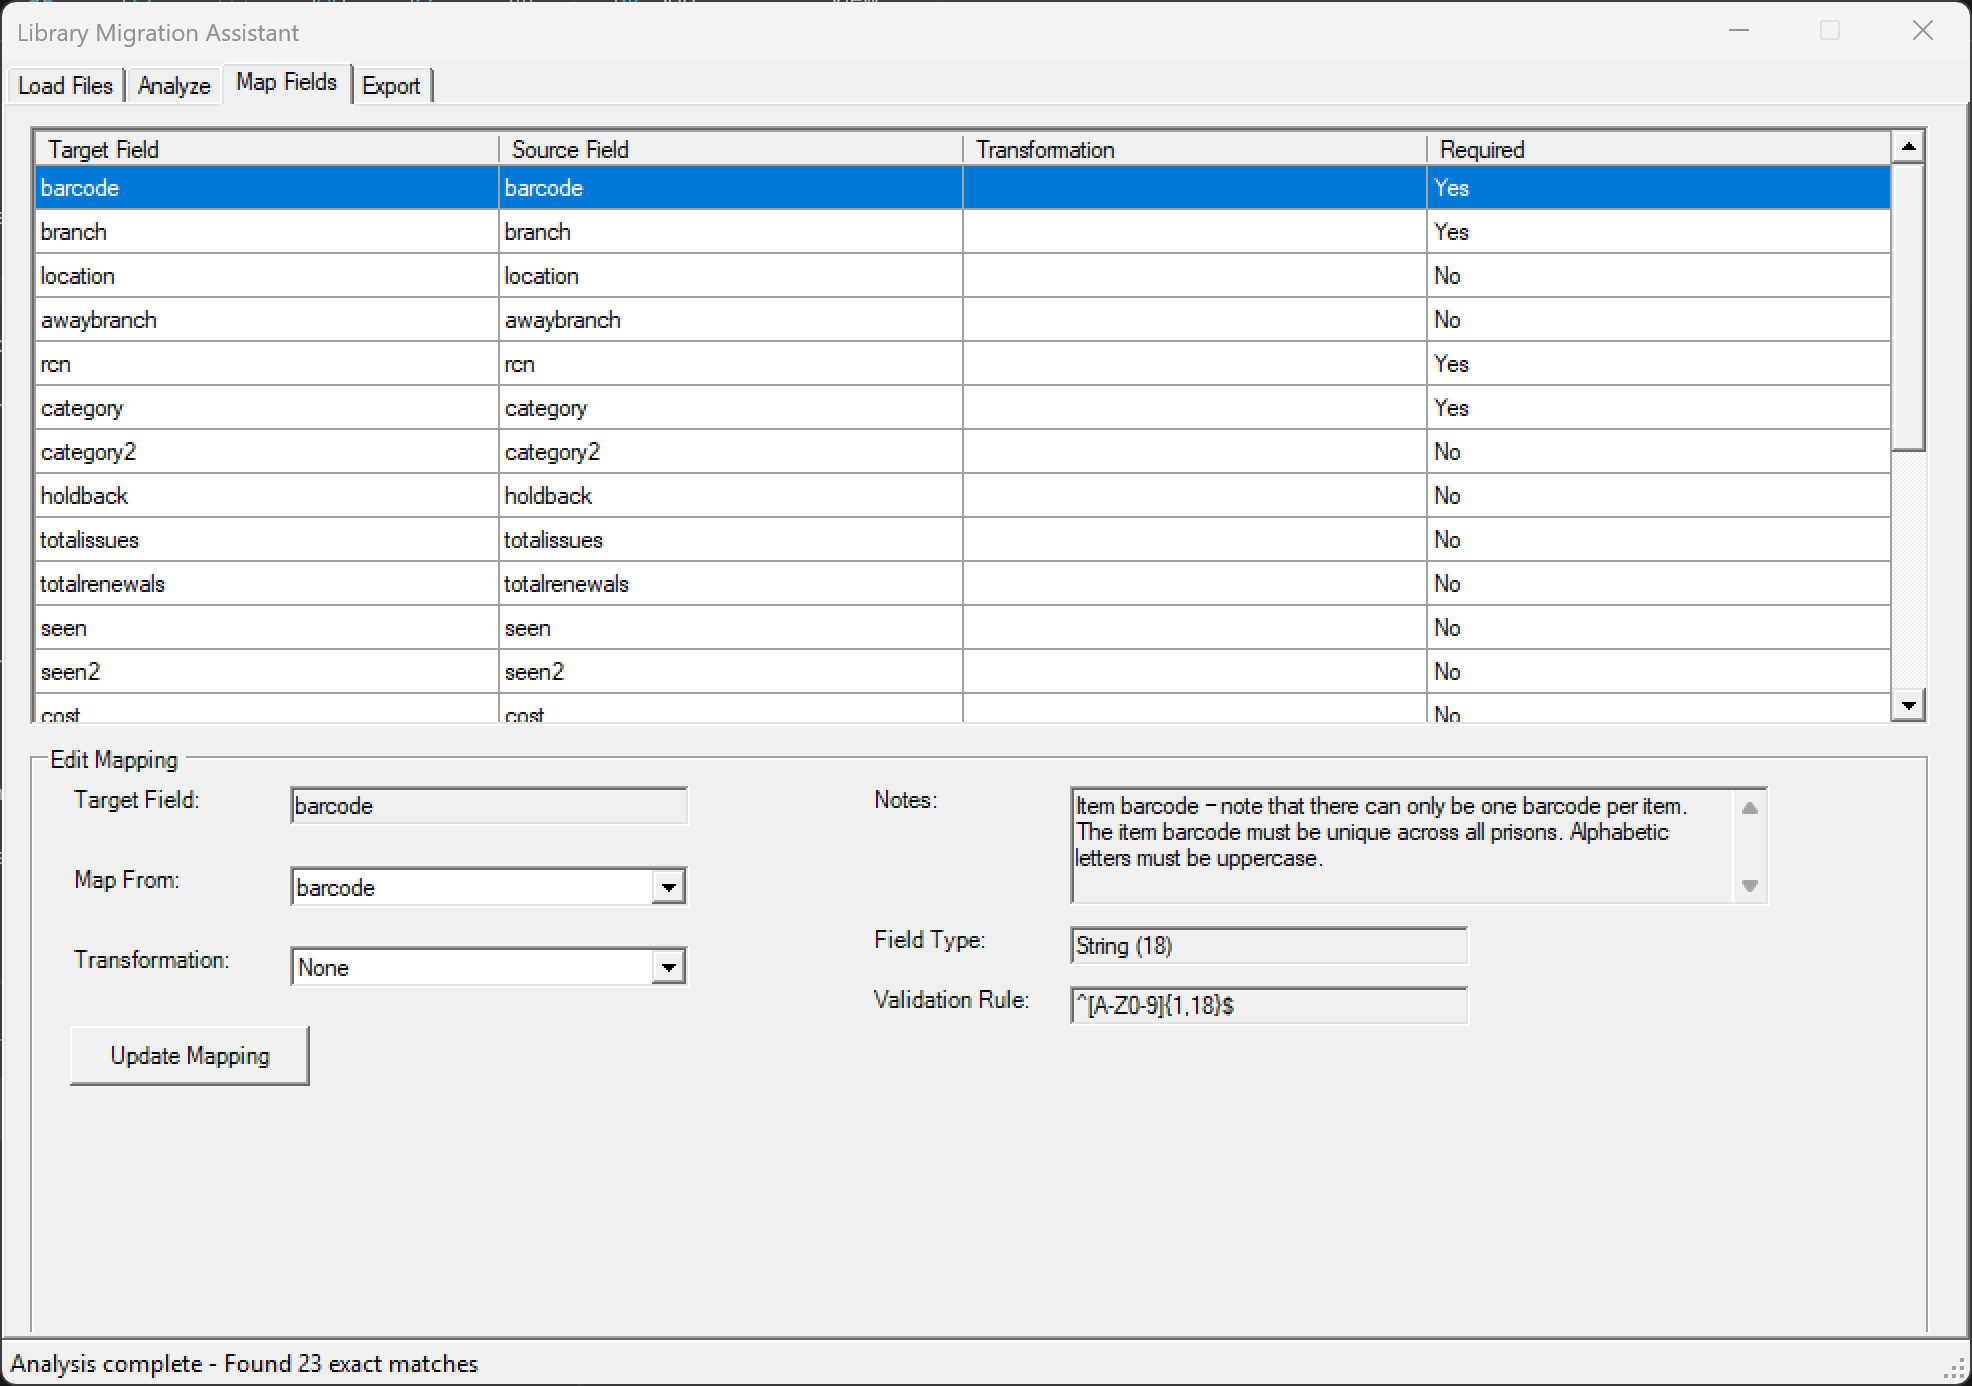 Library Migration Assistant
Load Files Analyze Map Fields Export
Target Field Source Field Transformation Required
barcode barcode Yes
branch branch Yes
location location No
awaybranch awaybranch No
rcn rcn Yes
category category Yes
category2 category2 No
holdback holdback No
totalissues totalissues No
totalrenewals totalrenewals No
seen seen No
seen2 seen2 No
cost cost No
Edit Mapping
Target Field: barcode
Map From: barcode
Transformation: None
Update Mapping
Notes: Item barcode – note that there can only be one barcode per item.
The item barcode must be unique across all prisons. Alphabetic
letters must be uppercase.
Field Type: String (18)
Validation Rule: ^[A-Z0-9]{1,18}$
Analysis complete - Found 23 exact matches